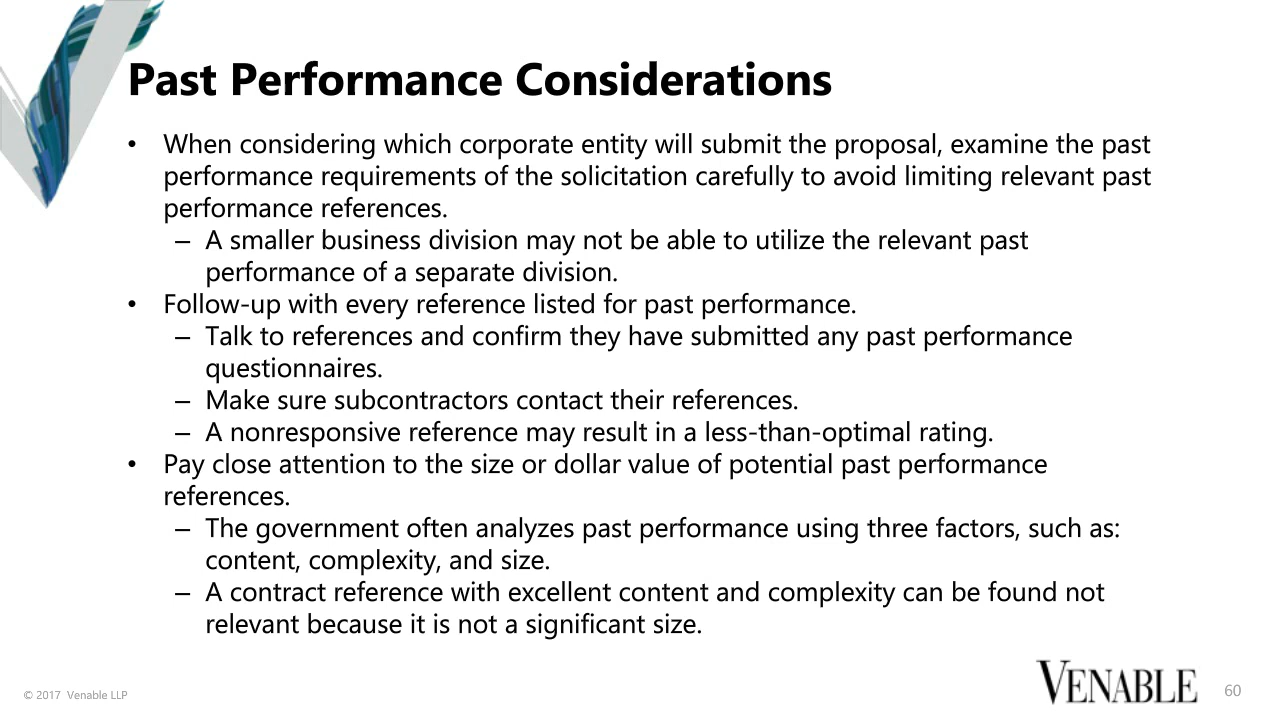 Past Performance Considerations
• When considering which corporate entity will submit the proposal, examine the past
performance requirements of the solicitation carefully to avoid limiting relevant past
performance references.
– A smaller business division may not be able to utilize the relevant past
performance of a separate division.
• Follow-up with every reference listed for past performance.
– Talk to references and confirm they have submitted any past performance
questionnaires.
– Make sure subcontractors contact their references.
– A nonresponsive reference may result in a less-than-optimal rating.
• Pay close attention to the size or dollar value of potential past performance
references.
– The government often analyzes past performance using three factors, such as:
content, complexity, and size.
– A contract reference with excellent content and complexity can be found not
relevant because it is not a significant size.
© 2017 Venable LLP
VENABLE
60